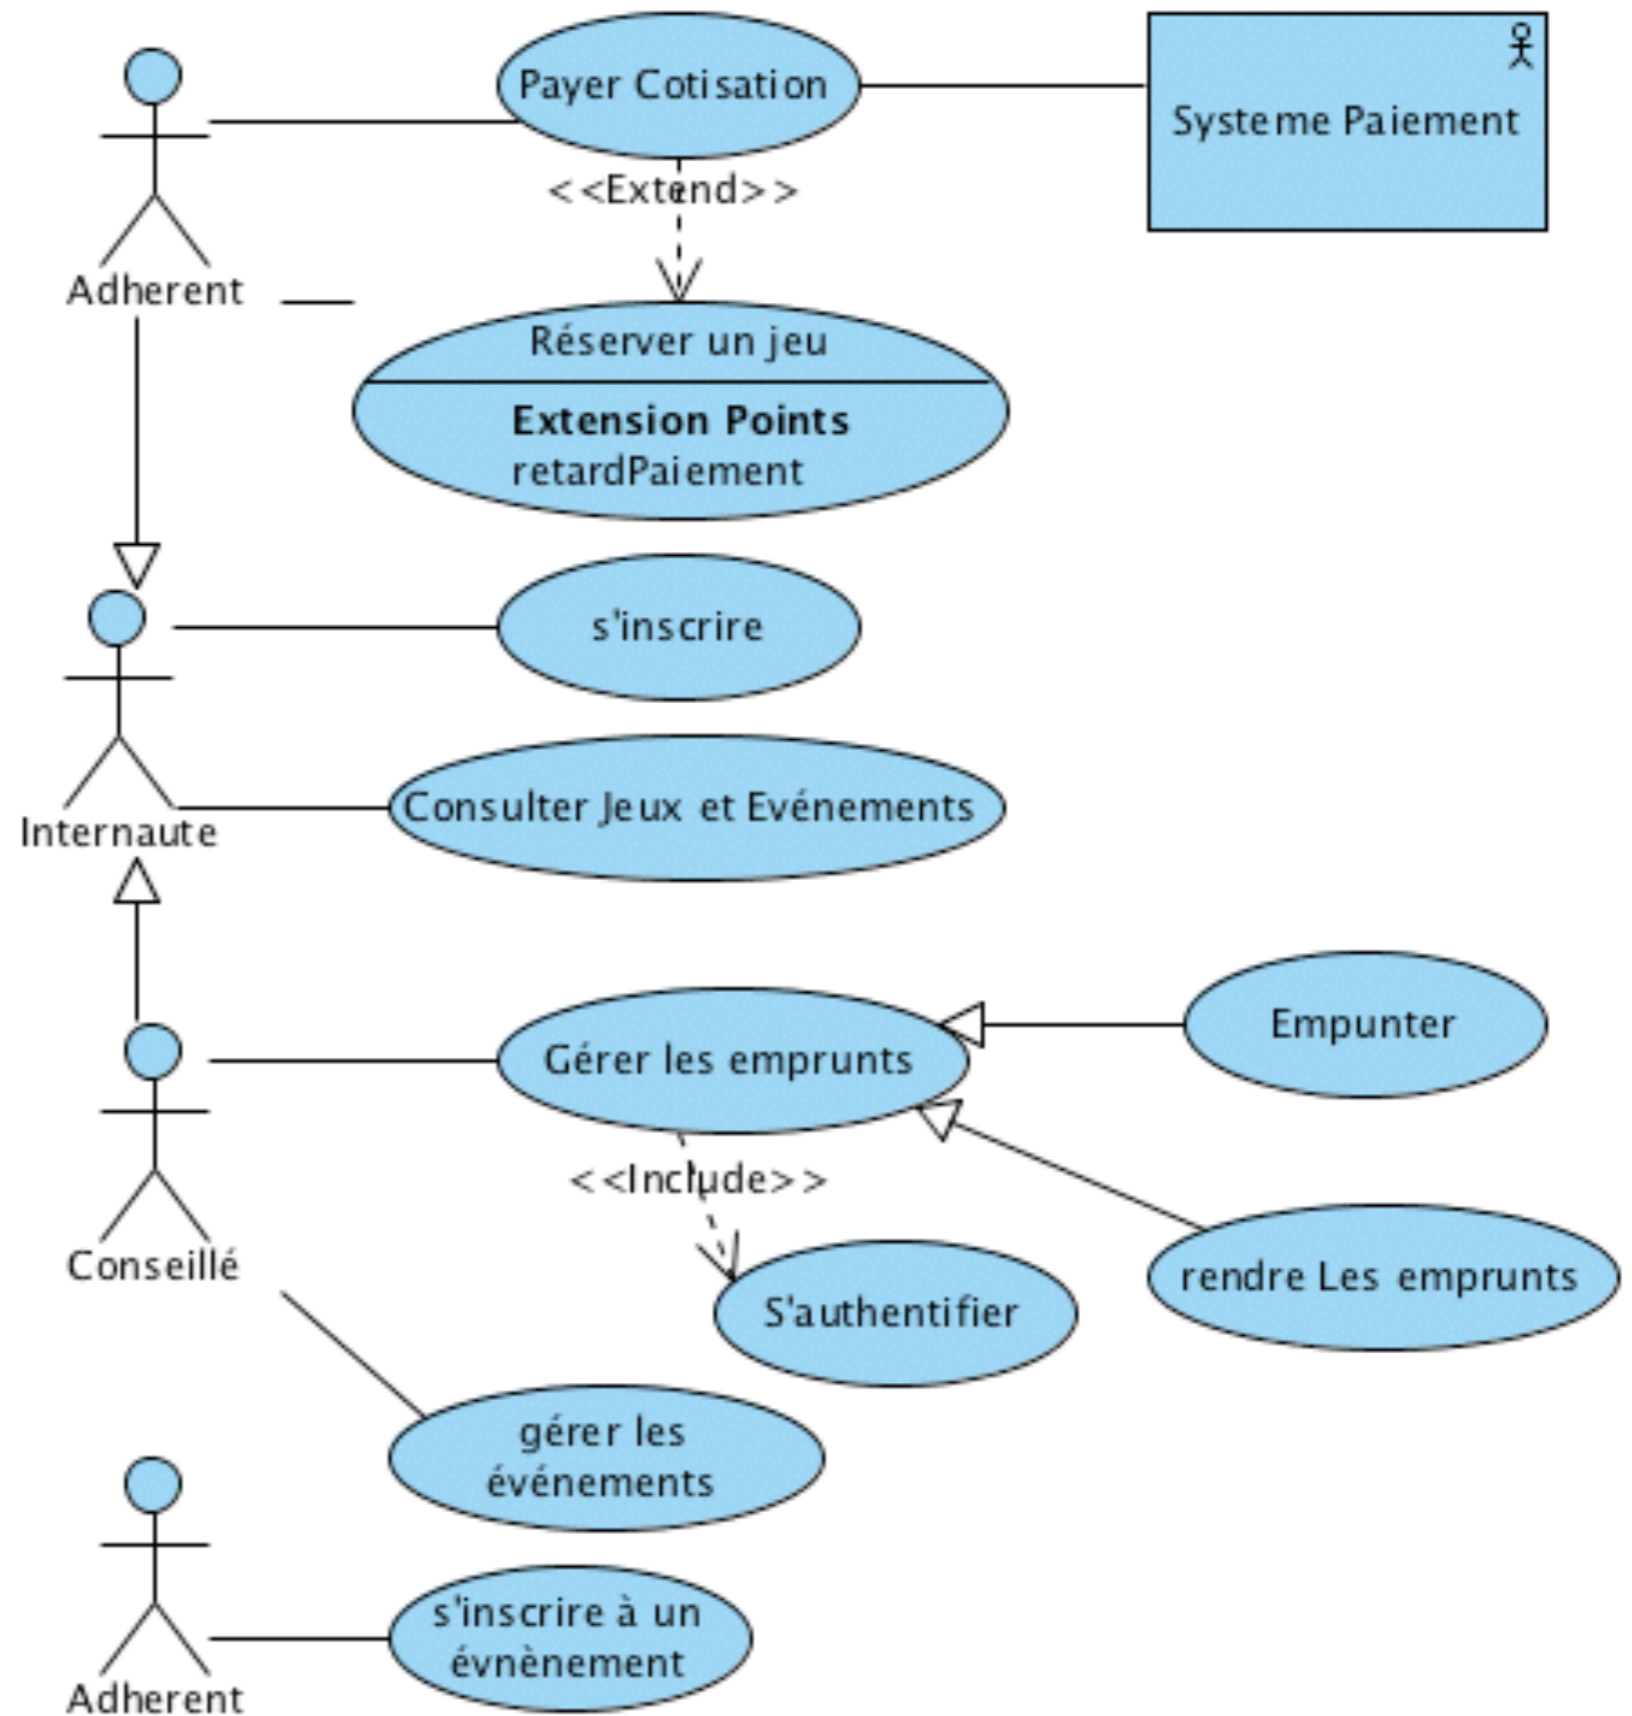 Payer Cotisation
Systeme Paiement
<<Extend>>
Adherent
Réserver un jeu
Extension Points
retardPaiement
s'inscrire
Consulter Jeux et Evénements
Internaute
Empunter
Gérer les emprunts
<<Include>>
Conseillé
rendre Les emprunts
S'authentifier
gérer les
événements
s'inscrire à un
évnènement
Adherent